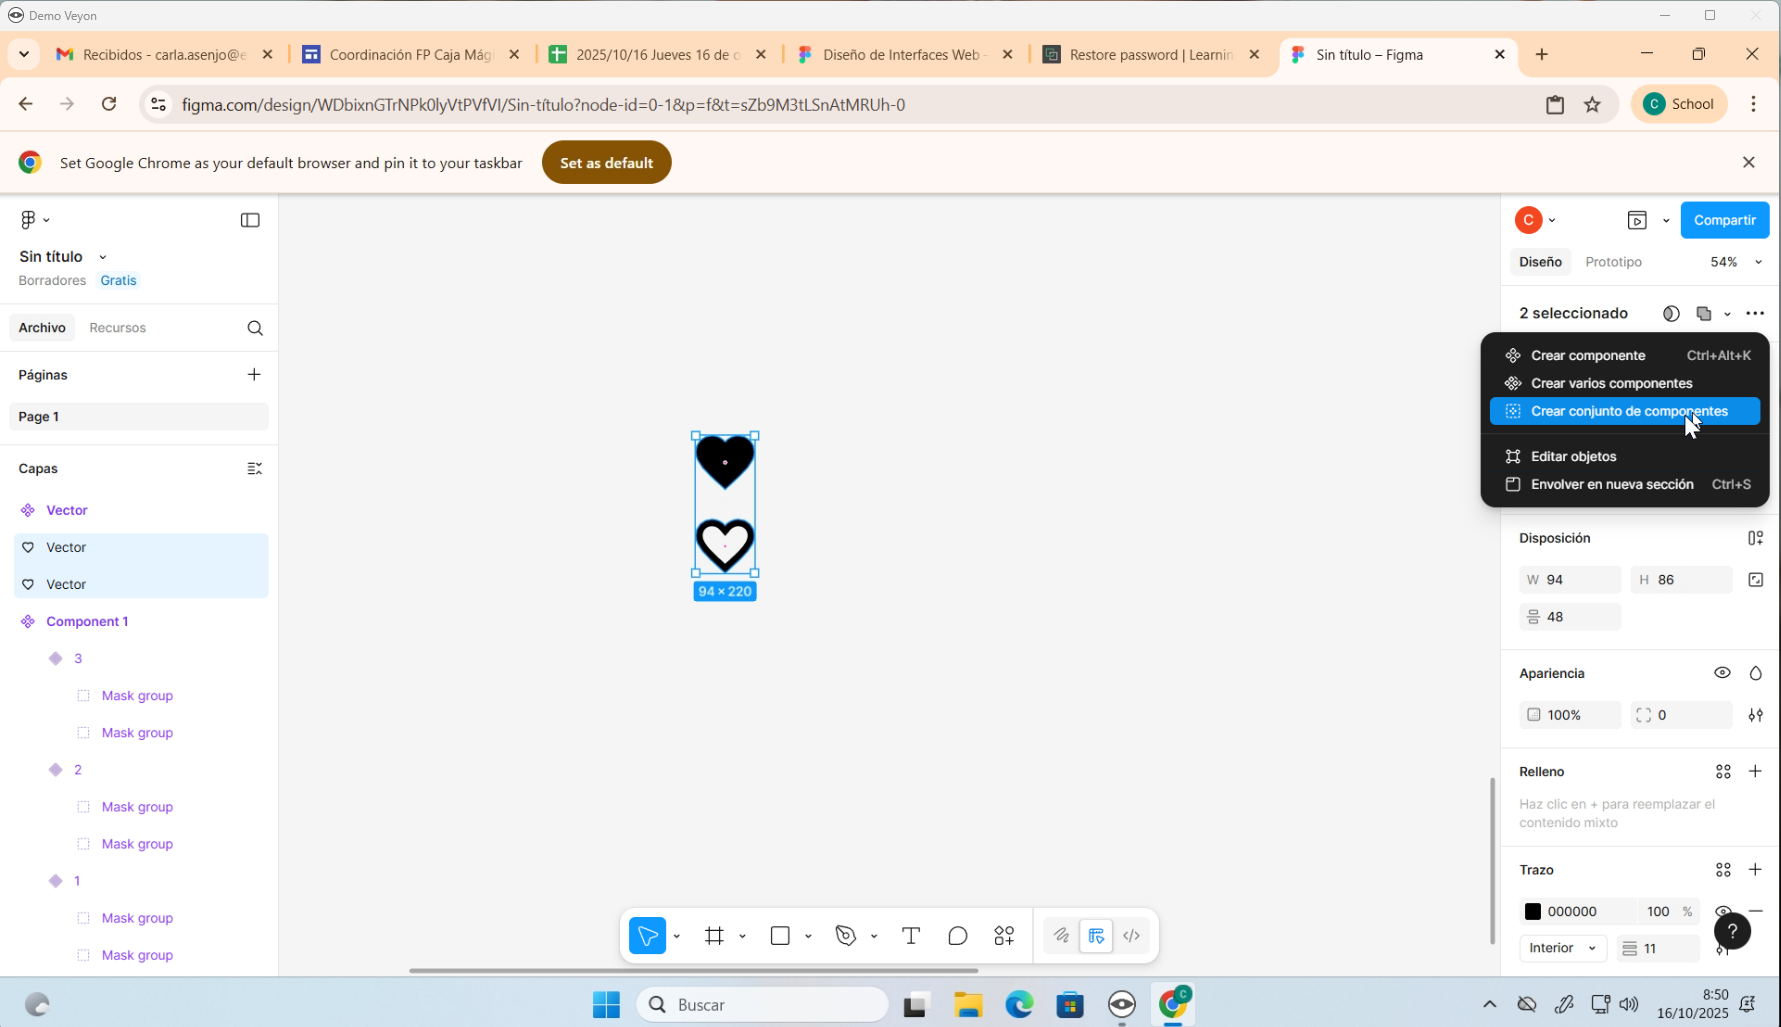 Demo Veyon
Recibidos - carla.asenjo@e
Coordinación FP Caja Mág
2025/10/16 Jueves 16 de o
Diseño de Interfaces Web -
Restore password | Learnin
Sin título – Figma
figma.com/design/WDbixnGTrNPk0lyVtPVfVI/Sin-título?node-id=0-1&p=f&t=sZb9M3tLSnAtMRUh-0
C School
Set Google Chrome as your default browser and pin it to your taskbar
Set as default
Sin título
Borradores Gratis
Archivo Recursos
Páginas
Page 1
Capas
Vector
Vector
Vector
Component 1
3
Mask group
Mask group
2
Mask group
Mask group
1
Mask group
Mask group
94 × 220
C
Compartir
Diseño Prototipo 54%
2 seleccionado
Crear componente Ctrl+Alt+K
Crear varios componentes
Crear conjunto de componentes
Editar objetos
Envolver en nueva sección Ctrl+S
Disposición
W 94 H 86
48
Apariencia
100% 0
Relleno
Haz clic en + para reemplazar el
contenido mixto
Trazo
000000 100 %
Interior 11
?
Buscar
C
8:50
16/10/2025